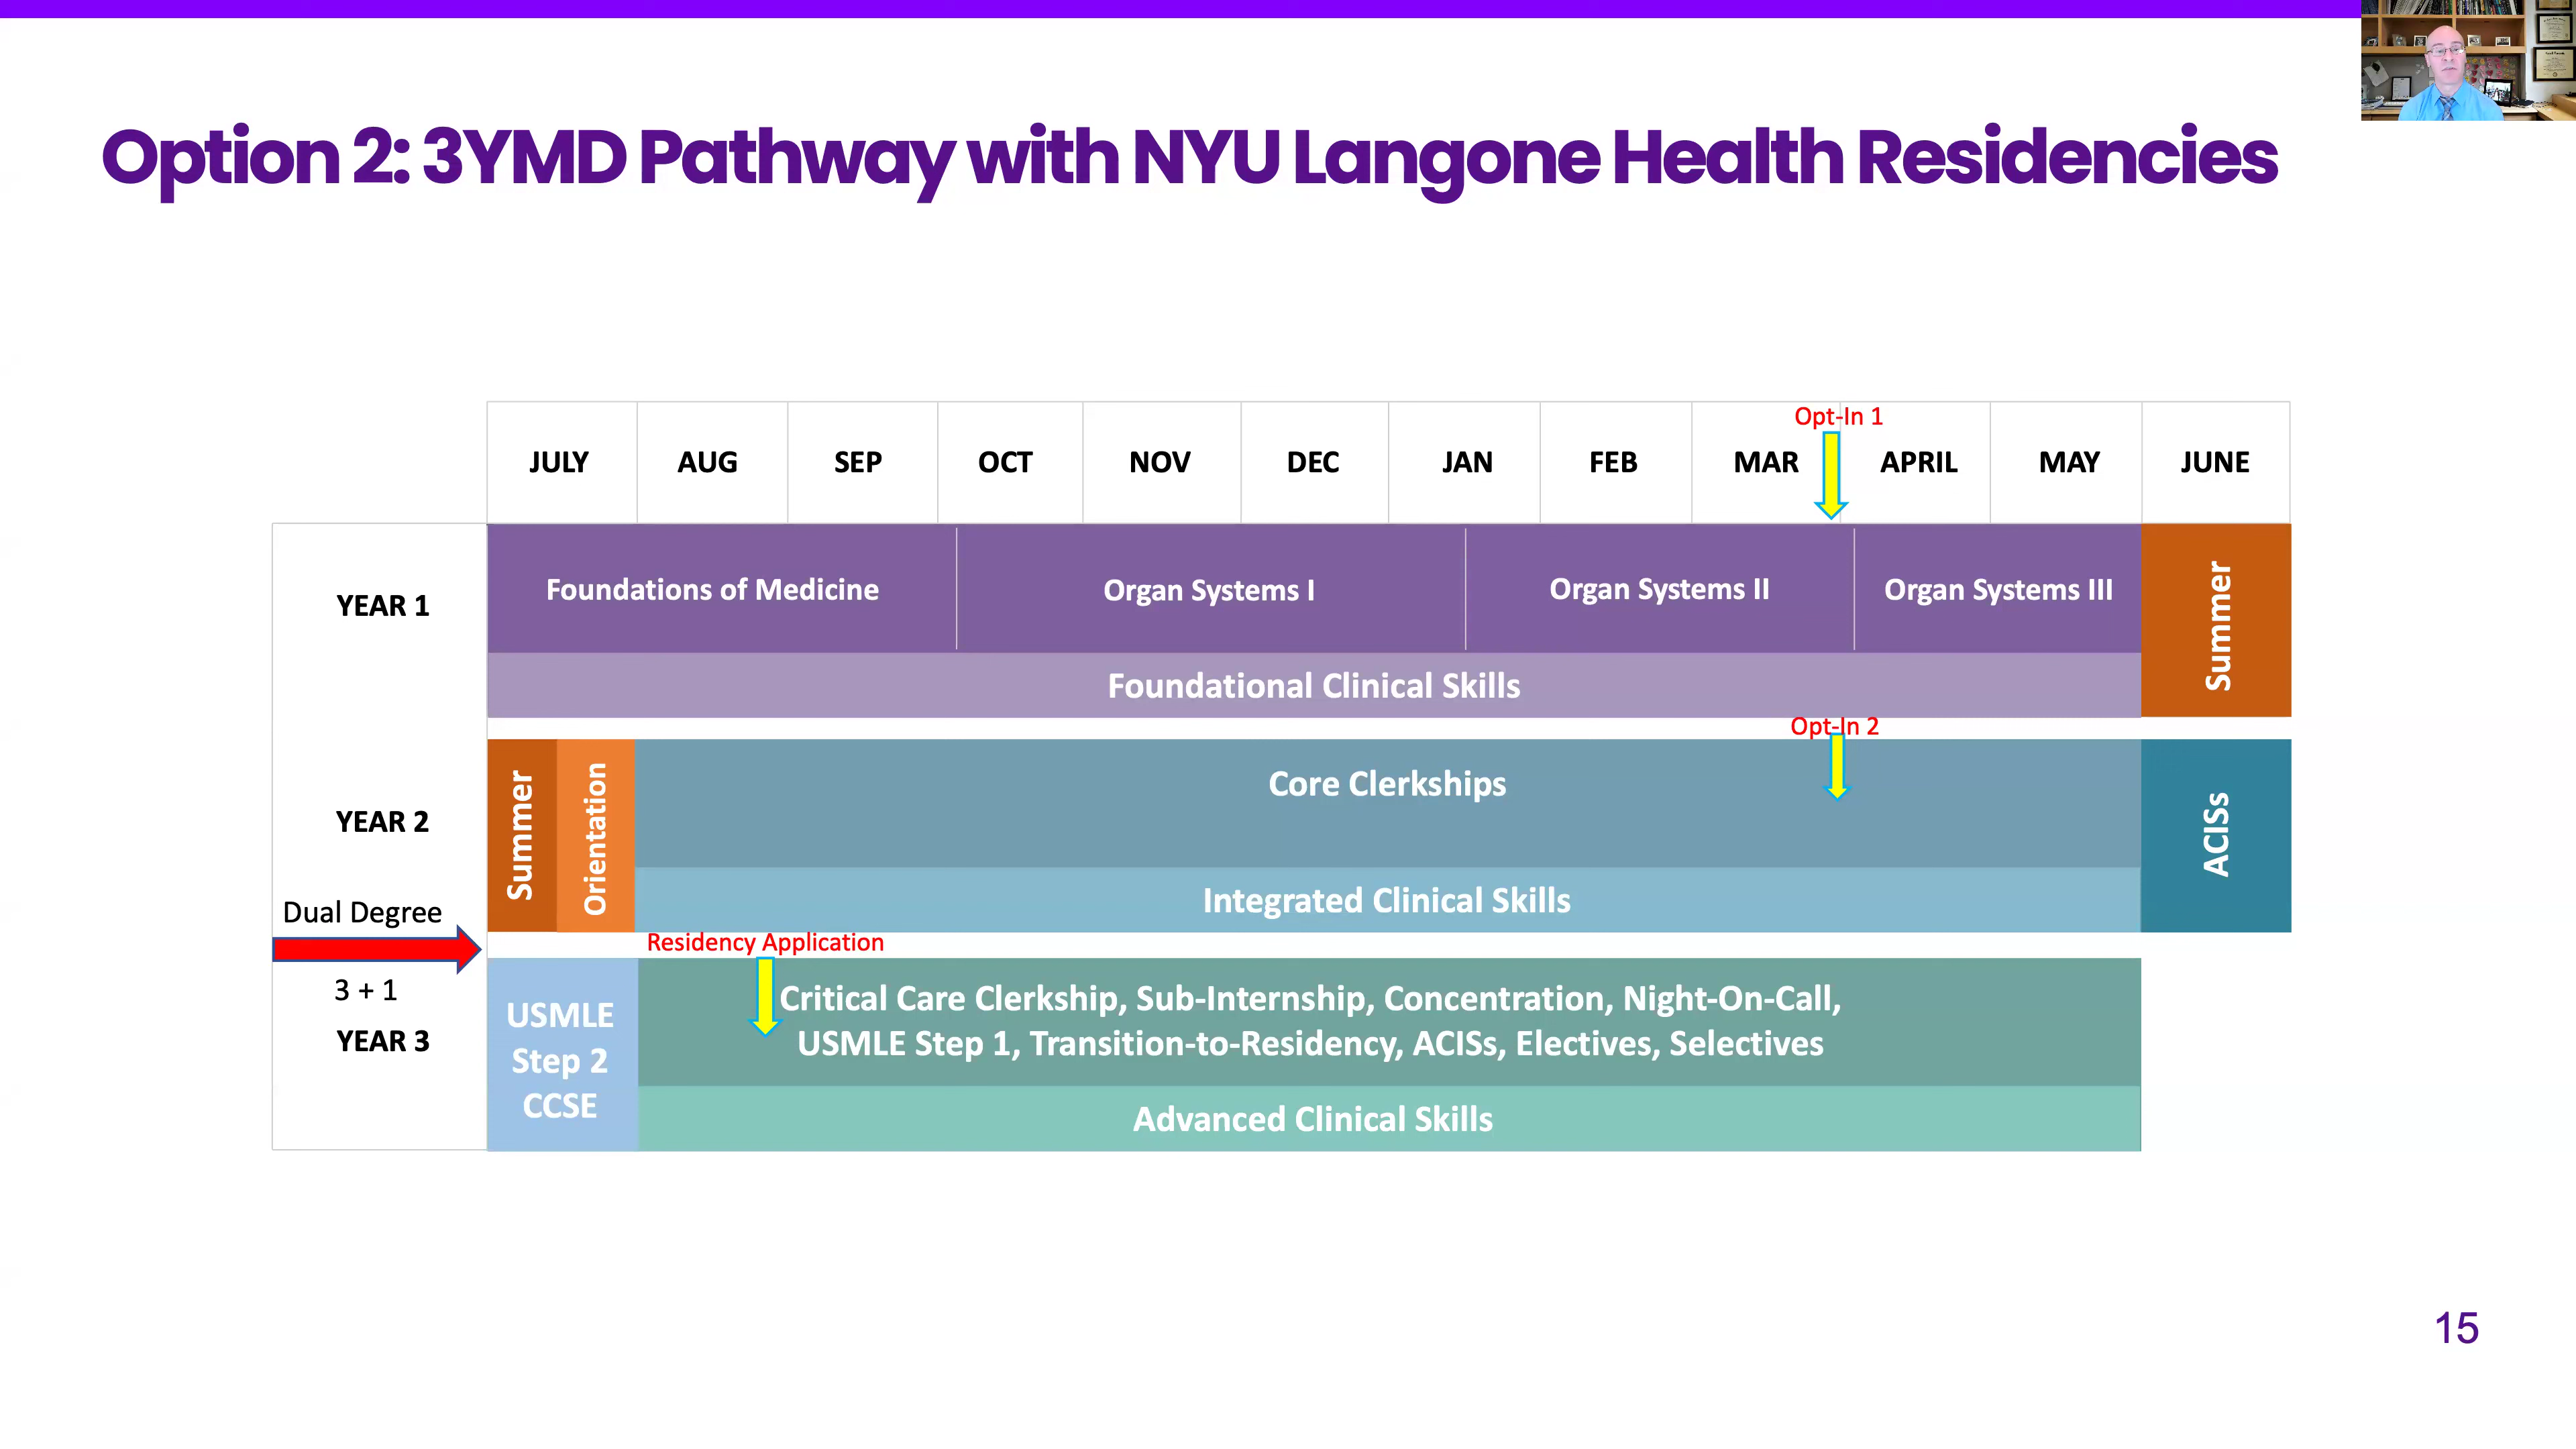 Option 2: 3YMD Pathway with NYU Langone Health Residencies
Opt-In 1
JULY AUG SEP OCT NOV DEC JAN FEB MAR APRIL MAY JUNE
YEAR 1
Foundations of Medicine
Organ Systems I
Organ Systems II
Organ Systems III
Summer
Foundational Clinical Skills
Opt-In 2
YEAR 2
Summer
Orientation
Core Clerkships
ACISs
Integrated Clinical Skills
Dual Degree
Residency Application
3 + 1
YEAR 3
USMLE
Step 2
CCSE
Critical Care Clerkship, Sub-Internship, Concentration, Night-On-Call,
USMLE Step 1, Transition-to-Residency, ACISs, Electives, Selectives
Advanced Clinical Skills
15